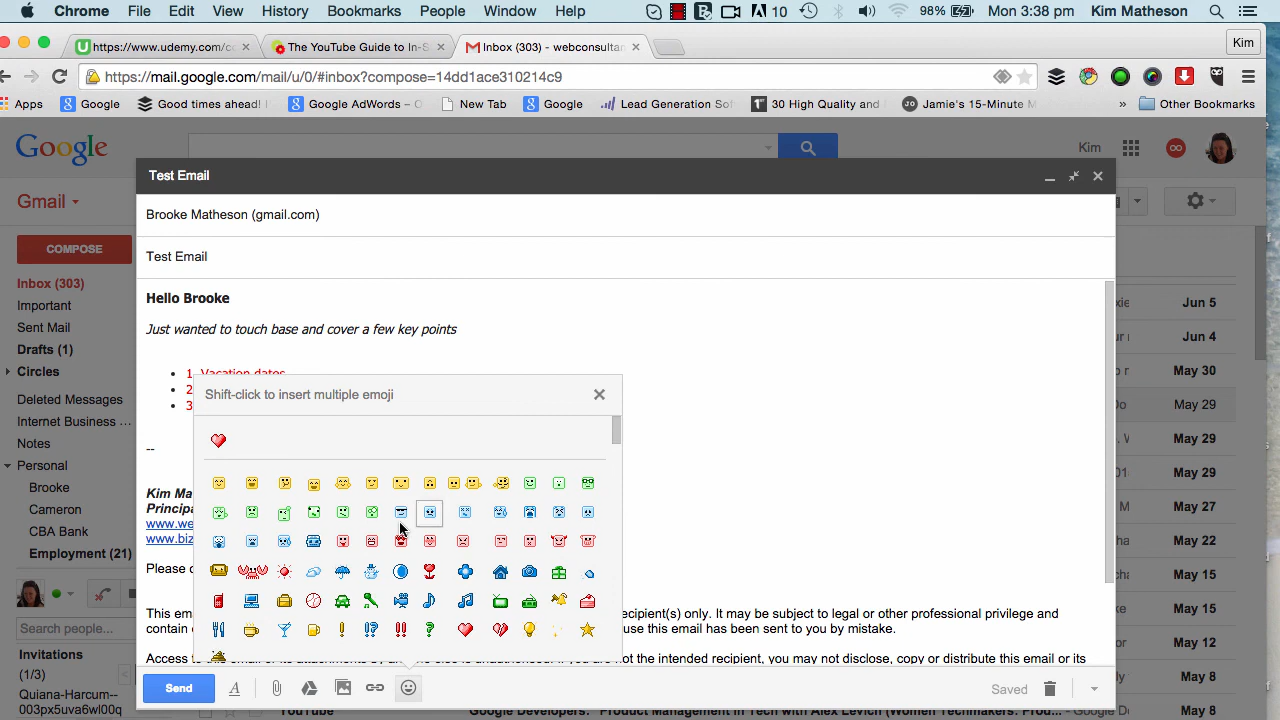 Chrome File Edit View History Bookmarks People Window Help 10 98% Mon 3:38 pm Kim Matheson
https://www.udemy.com/c The YouTube Guide to In-S Inbox (303) - webconsultan Kim
https://mail.google.com/mail/u/0/#inbox?compose=14dd1ace310214c9
Apps Google Good times ahead! Google AdWords - New Tab Google Lead Generation Sof 30 High Quality and Jamie's 15-Minute M » Other Bookmarks
Google Kim
Test Email
Gmail
Brooke Matheson (gmail.com)
COMPOSE
Test Email
Inbox (303)
Important
Sent Mail
Drafts (1)
Circles
Deleted Messages
Internet Business ...
Notes
Personal
Brooke
Cameron
CBA Bank
Employment (21)
Hello Brooke
Just wanted to touch base and cover a few key points
1. Vacation dates
2
3
Shift-click to insert multiple emoji
--
Kim Ma
Principa
www.we
www.biz
Please c
This em
recipient(s) only. It may be subject to legal or other professional privilege and
contain
use this email has been sent to you by mistake.
you are not the intended recipient, you may not disclose, copy or distribute this email or its
Jun 5
Jun 4
May 30
May 29
May 29
May 29
May 28
May 22
May 19
May 15
May 12
May 8
May 8
Search people...
Invitations
(1/3)
Quiana-Harcum--
003px5uva6wl00q
Send
Saved
YouTube Google Developers: Product Management in Tech with Alex Levich (Women Techmakers: Prod...